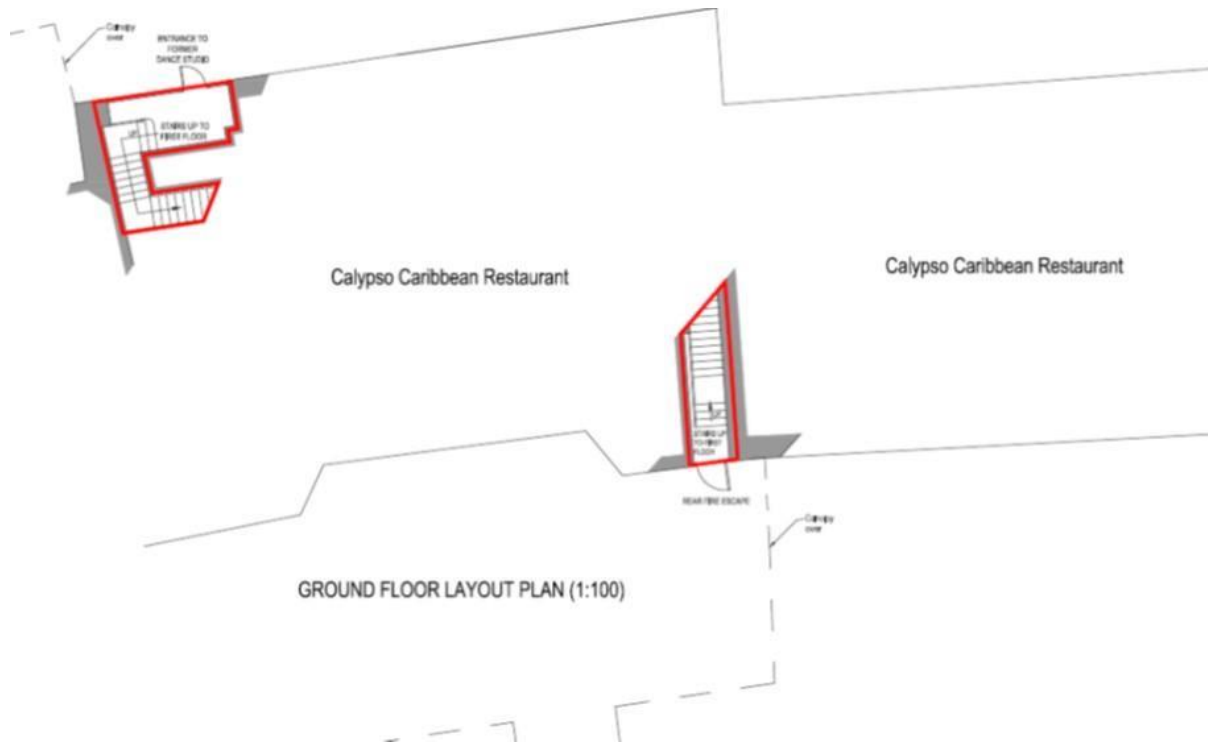 Canopy
over
ENTRANCE TO
FORMER
DANCE STUDIO
UP
STAIRS UP TO
FIRST FLOOR
Calypso Caribbean Restaurant
Calypso Caribbean Restaurant
UP
STAIRS UP
TO FIRST
FLOOR
REAR FIRE ESCAPE
Canopy
over
GROUND FLOOR LAYOUT PLAN (1:100)